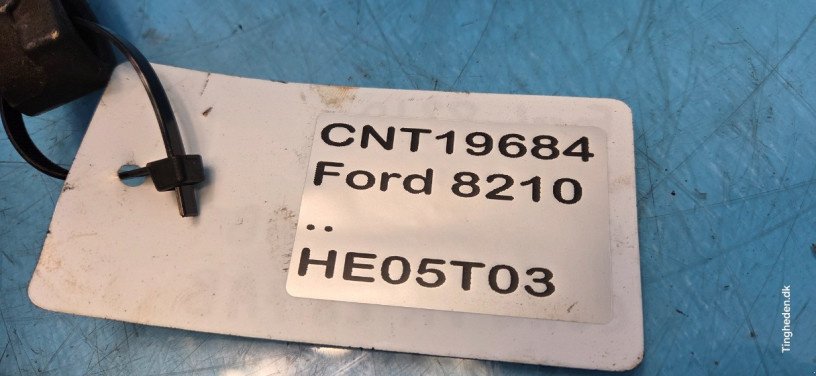 CNT19684
Ford 8210
..
HE05T03
Tingheden.dk